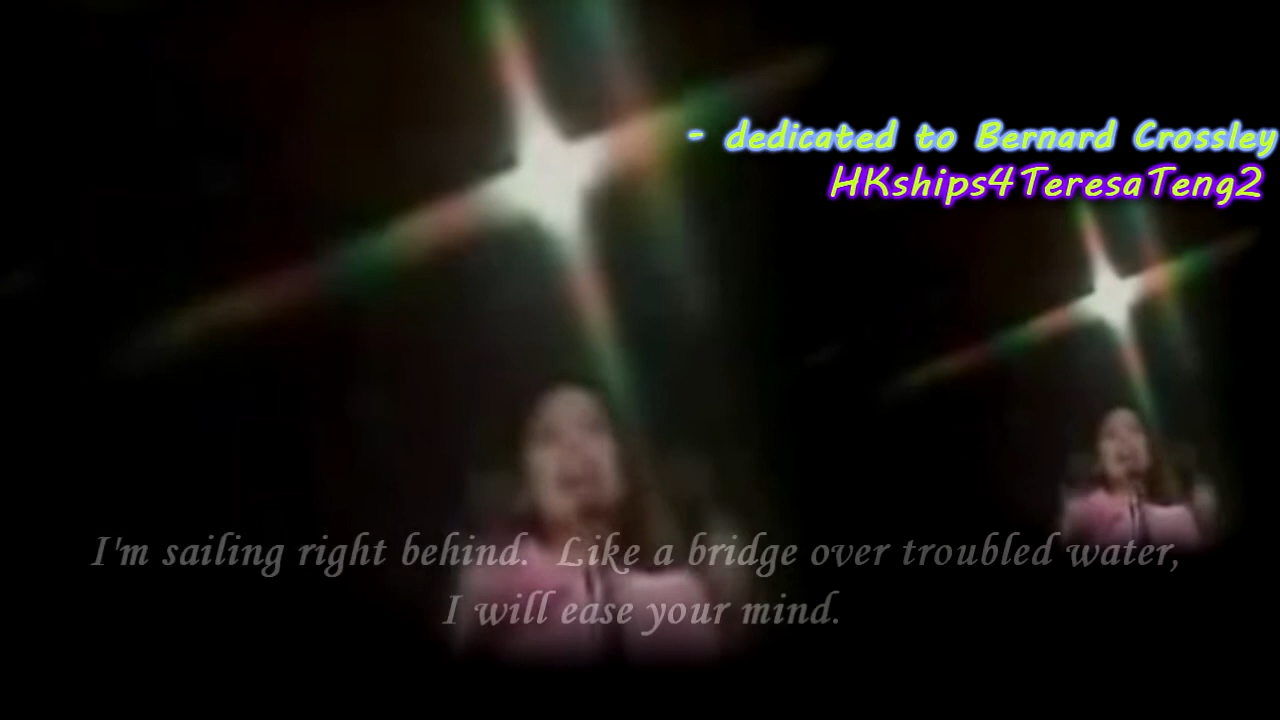 - dedicated to Bernard Crossley
HKships4TeresaTeng2
I'm sailing right behind. Like a bridge over troubled water,
I will ease your mind.